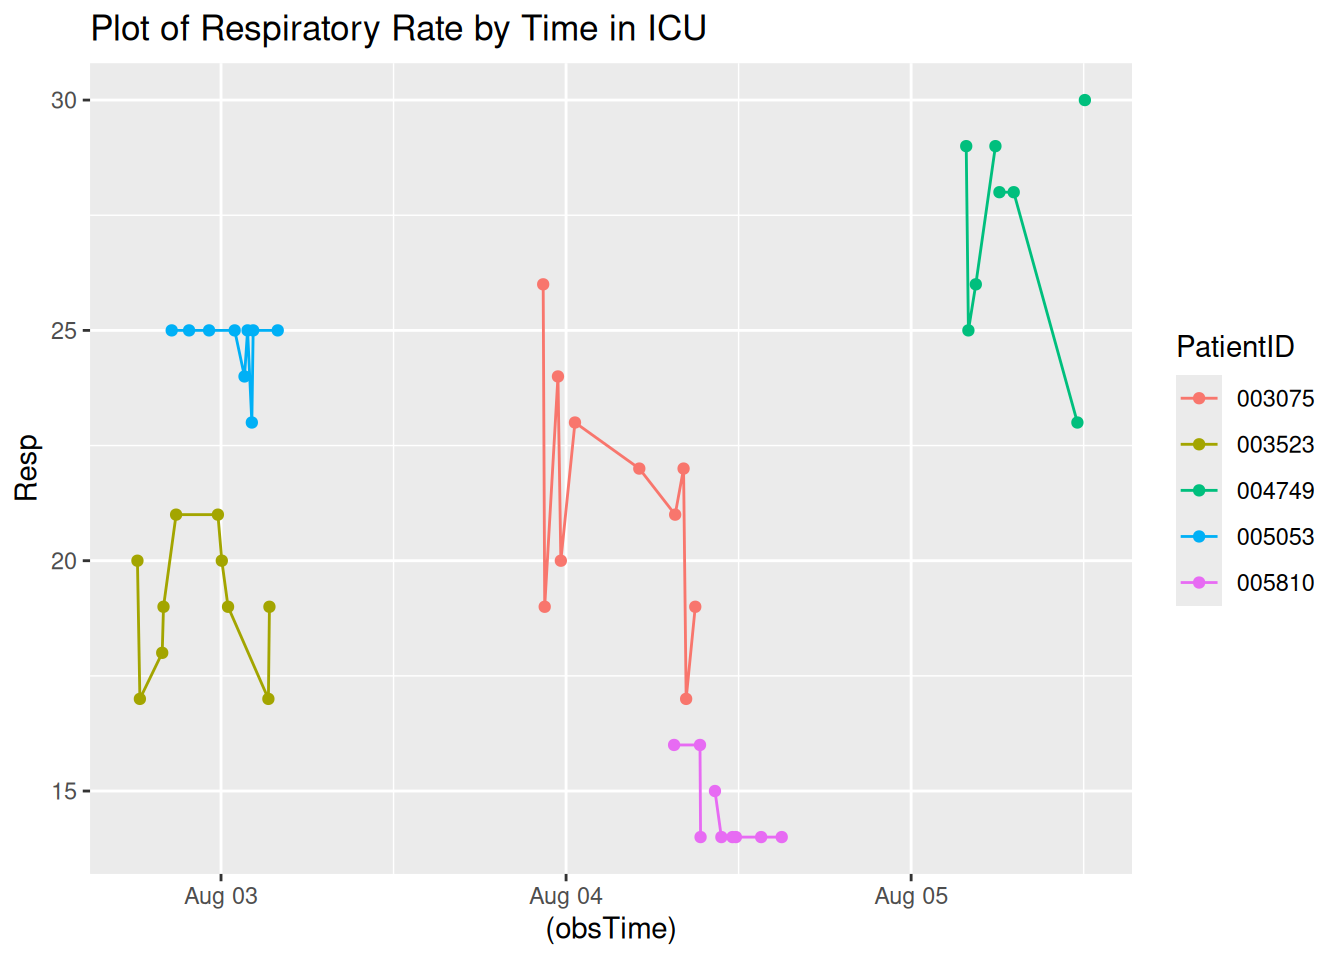 Plot of Respiratory Rate by Time in ICU
30
25
20
15
Resp
Aug 03
Aug 04
Aug 05
(obsTime)
PatientID
003075
003523
004749
005053
005810